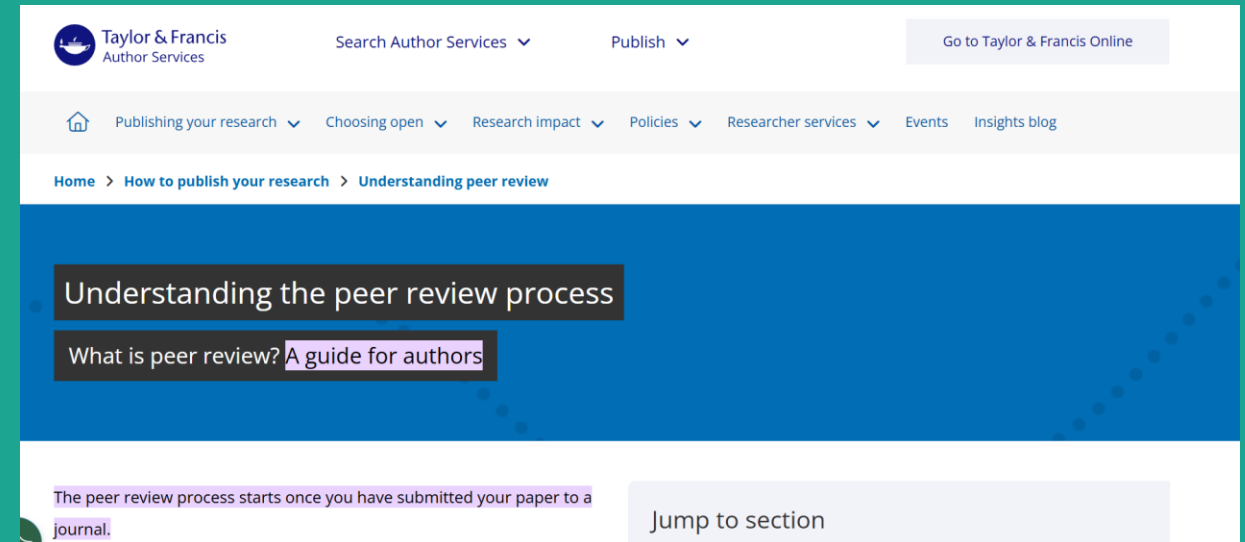 Taylor & Francis
Author Services
Search Author Services
Publish
Go to Taylor & Francis Online
Publishing your research
Choosing open
Research impact
Policies
Researcher services
Events
Insights blog
Home > How to publish your research > Understanding peer review
Understanding the peer review process
What is peer review? A guide for authors
The peer review process starts once you have submitted your paper to a
journal.
Jump to section